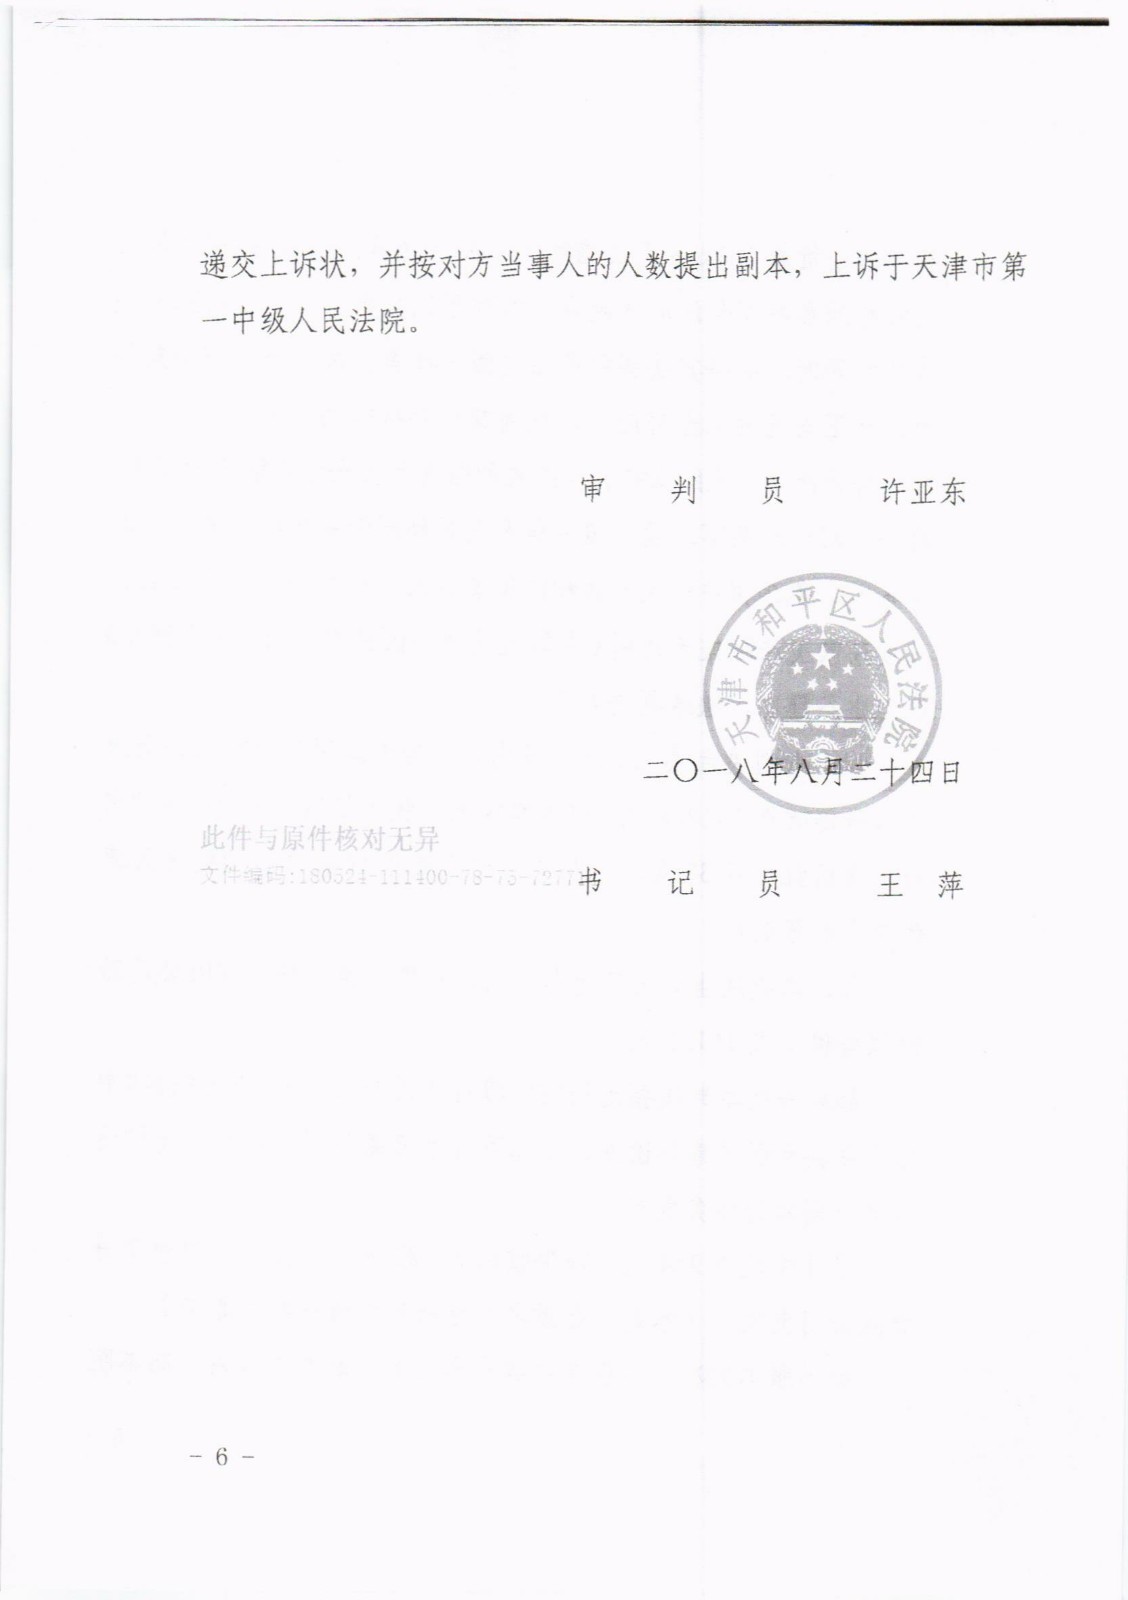 递交上诉状，并按对方当事人的人数提出副本，上诉于天津市第
一中级人民法院。
审 判 员 许亚东
天津市和平区人民法院
二〇一八年八月二十四日
此件与原件核对无异
文件编码:180524-111400-78-75-7277
书 记 员 王 萍
- 6 -